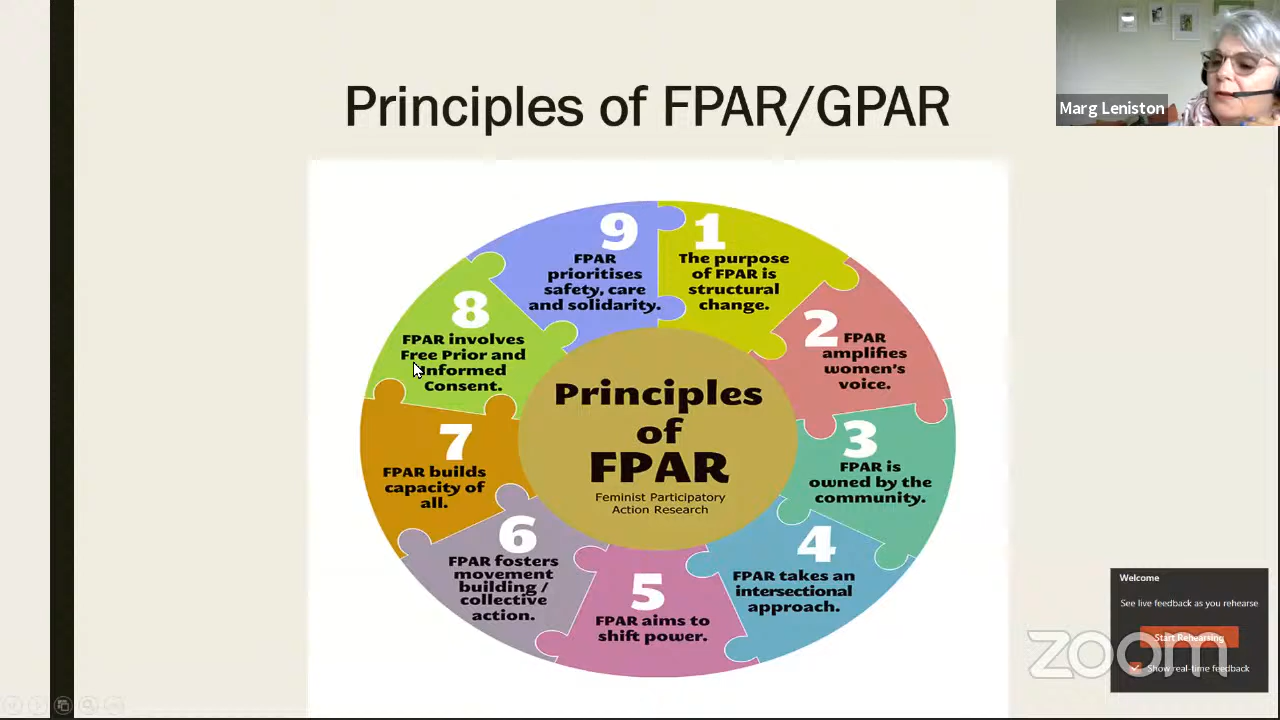 Principles of FPAR/GPAR
Marg Leniston
1
The purpose
of FPAR is
structural
change.
2
FPAR
amplifies
women's
voice.
3
FPAR is
owned by the
community.
4
FPAR takes an
intersectional
approach.
5
FPAR aims to
shift power.
6
FPAR fosters
movement
building /
collective
action.
7
FPAR builds
capacity of
all.
8
FPAR involves
Free Prior and
Informed
Consent.
9
FPAR
prioritises
safety, care
and solidarity.
Principles
of
FPAR
Feminist Participatory
Action Research
Welcome
See live feedback as you rehearse
Start Rehearsing
Show real-time feedback
zoom